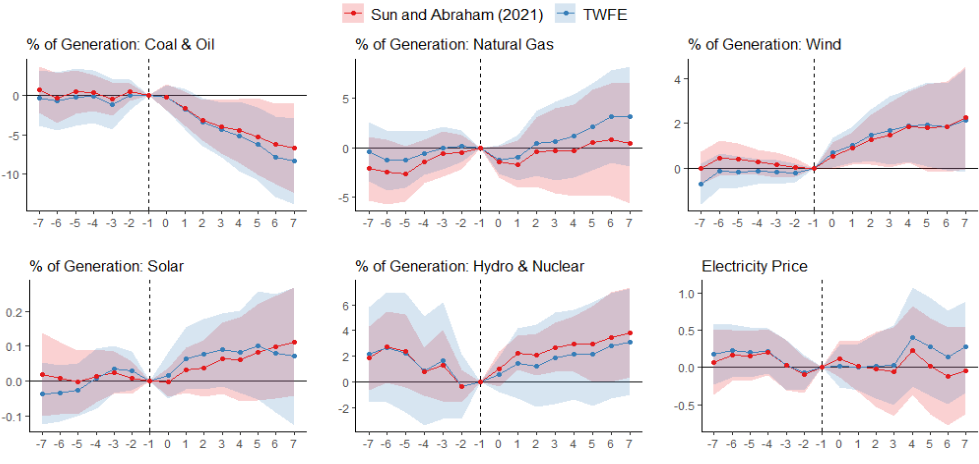 Sun and Abraham (2021) TWFE
% of Generation: Coal & Oil
0
-5
-10
-7 -6 -5 -4 -3 -2 -1 0 1 2 3 4 5 6 7
% of Generation: Natural Gas
5
0
-5
-7 -6 -5 -4 -3 -2 -1 0 1 2 3 4 5 6 7
% of Generation: Wind
4
2
0
-7 -6 -5 -4 -3 -2 -1 0 1 2 3 4 5 6 7
% of Generation: Solar
0.2
0.1
0.0
-0.1
-7 -6 -5 -4 -3 -2 -1 0 1 2 3 4 5 6 7
% of Generation: Hydro & Nuclear
6
4
2
0
-2
-7 -6 -5 -4 -3 -2 -1 0 1 2 3 4 5 6 7
Electricity Price
1.0
0.5
0.0
-0.5
-7 -6 -5 -4 -3 -2 -1 0 1 2 3 4 5 6 7